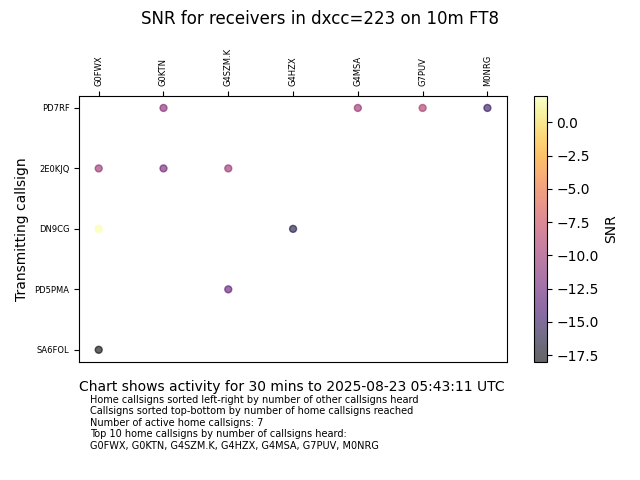 SNR for receivers in dxcc=223 on 10m FT8
G0FWX G0KTN G4SZM.K G4HZX G4MSA G7PUV M0NRG
PD7RF
2E0KJQ
DN9CG
PD5PMA
SA6FOL
Transmitting callsign
0.0
−2.5
−5.0
−7.5
−10.0
−12.5
−15.0
−17.5
SNR
Chart shows activity for 30 mins to 2025-08-23 05:43:11 UTC
Home callsigns sorted left-right by number of other callsigns heard
Callsigns sorted top-bottom by number of home callsigns reached
Number of active home callsigns: 7
Top 10 home callsigns by number of callsigns heard:
G0FWX, G0KTN, G4SZM.K, G4HZX, G4MSA, G7PUV, M0NRG